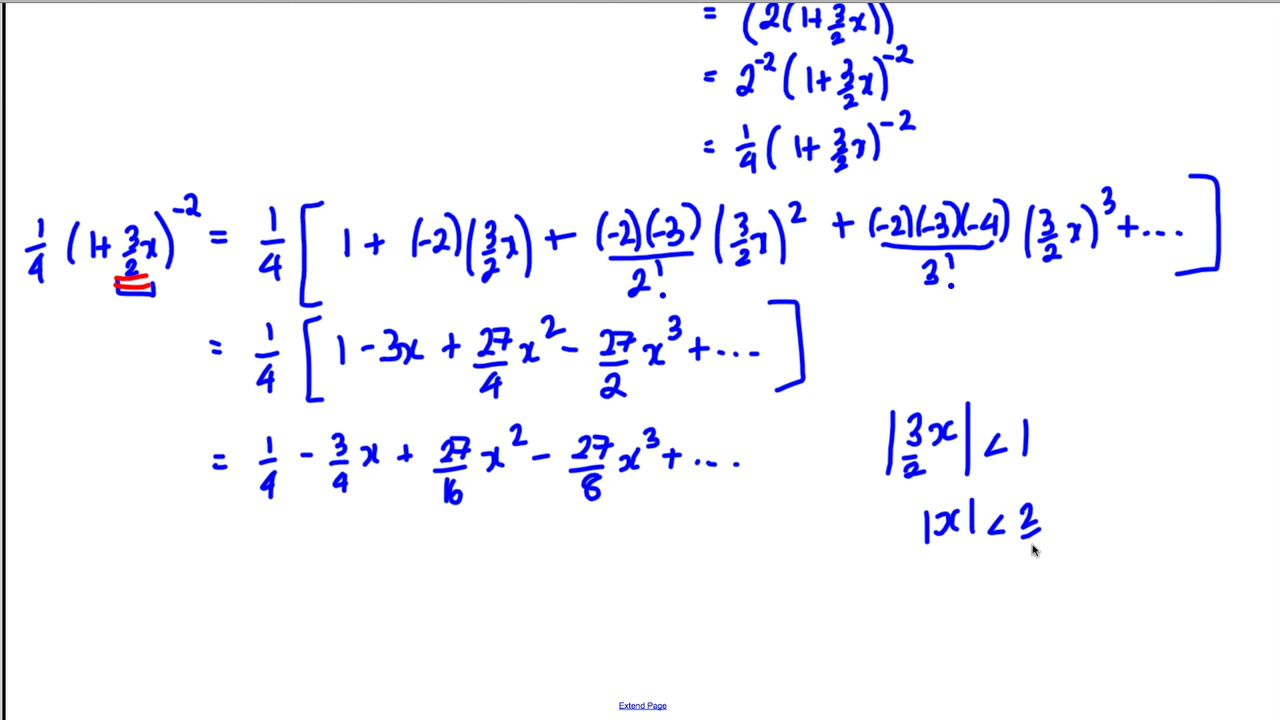 = (2(1+3/2x))
= 2^-2 (1+3/2x)^-2
= 1/4 (1+3/2x)^-2
1/4 (1+3/2x)^-2 = 1/4 [ 1 + (-2)(3/2x) + (-2)(-3)/2! (3/2x)^2 + (-2)(-3)(-4)/3! (3/2x)^3 + ... ]
= 1/4 [ 1 - 3x + 27/4x^2 - 27/2x^3 + ... ]
= 1/4 - 3/4x + 27/16x^2 - 27/8x^3 + ...
|3/2x| < 1
|x| < 2
Extend Page